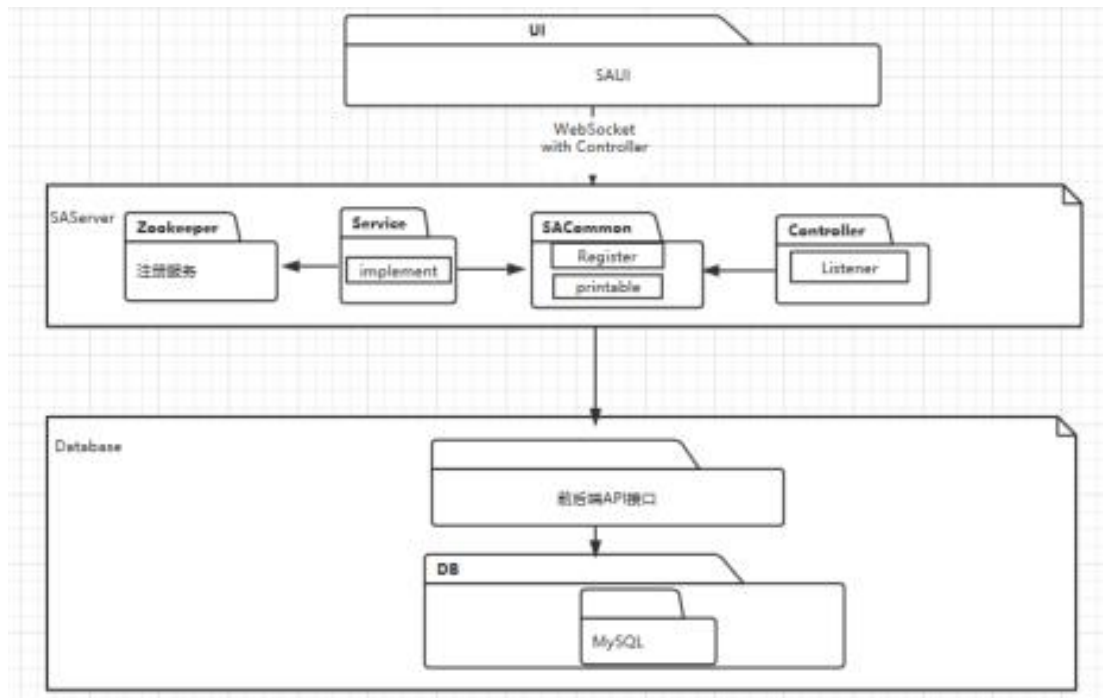 UI
SAUI
WebSocket
with Controller
SAServer
Zookeeper
注册服务
Service
implement
SACommon
Register
printable
Controller
Listener
Database
前后端API接口
DB
MySQL